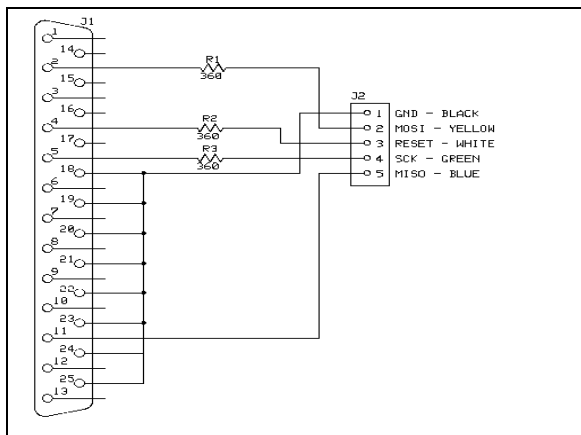 J1
1
14
2
15
3
16
4
17
5
18
6
19
7
20
8
21
9
22
10
23
11
24
12
25
13
R1
360
R2
360
R3
360
J2
1 GND - BLACK
2 MOSI - YELLOW
3 RESET - WHITE
4 SCK - GREEN
5 MISO - BLUE